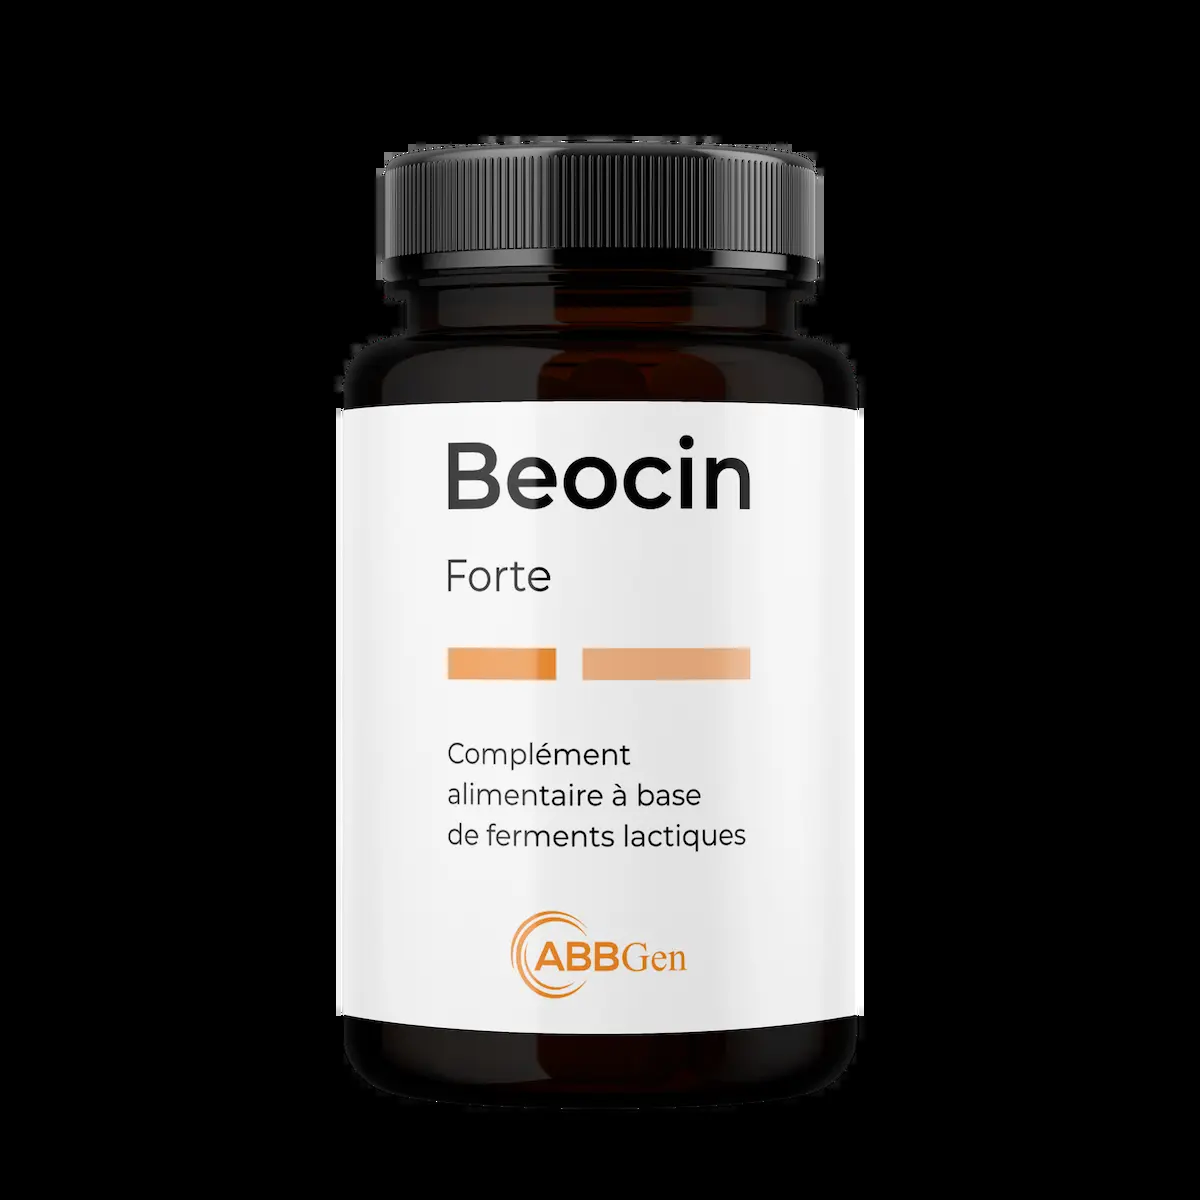 Beocin
Forte
Complément
alimentaire à base
de ferments lactiques
ABBGen